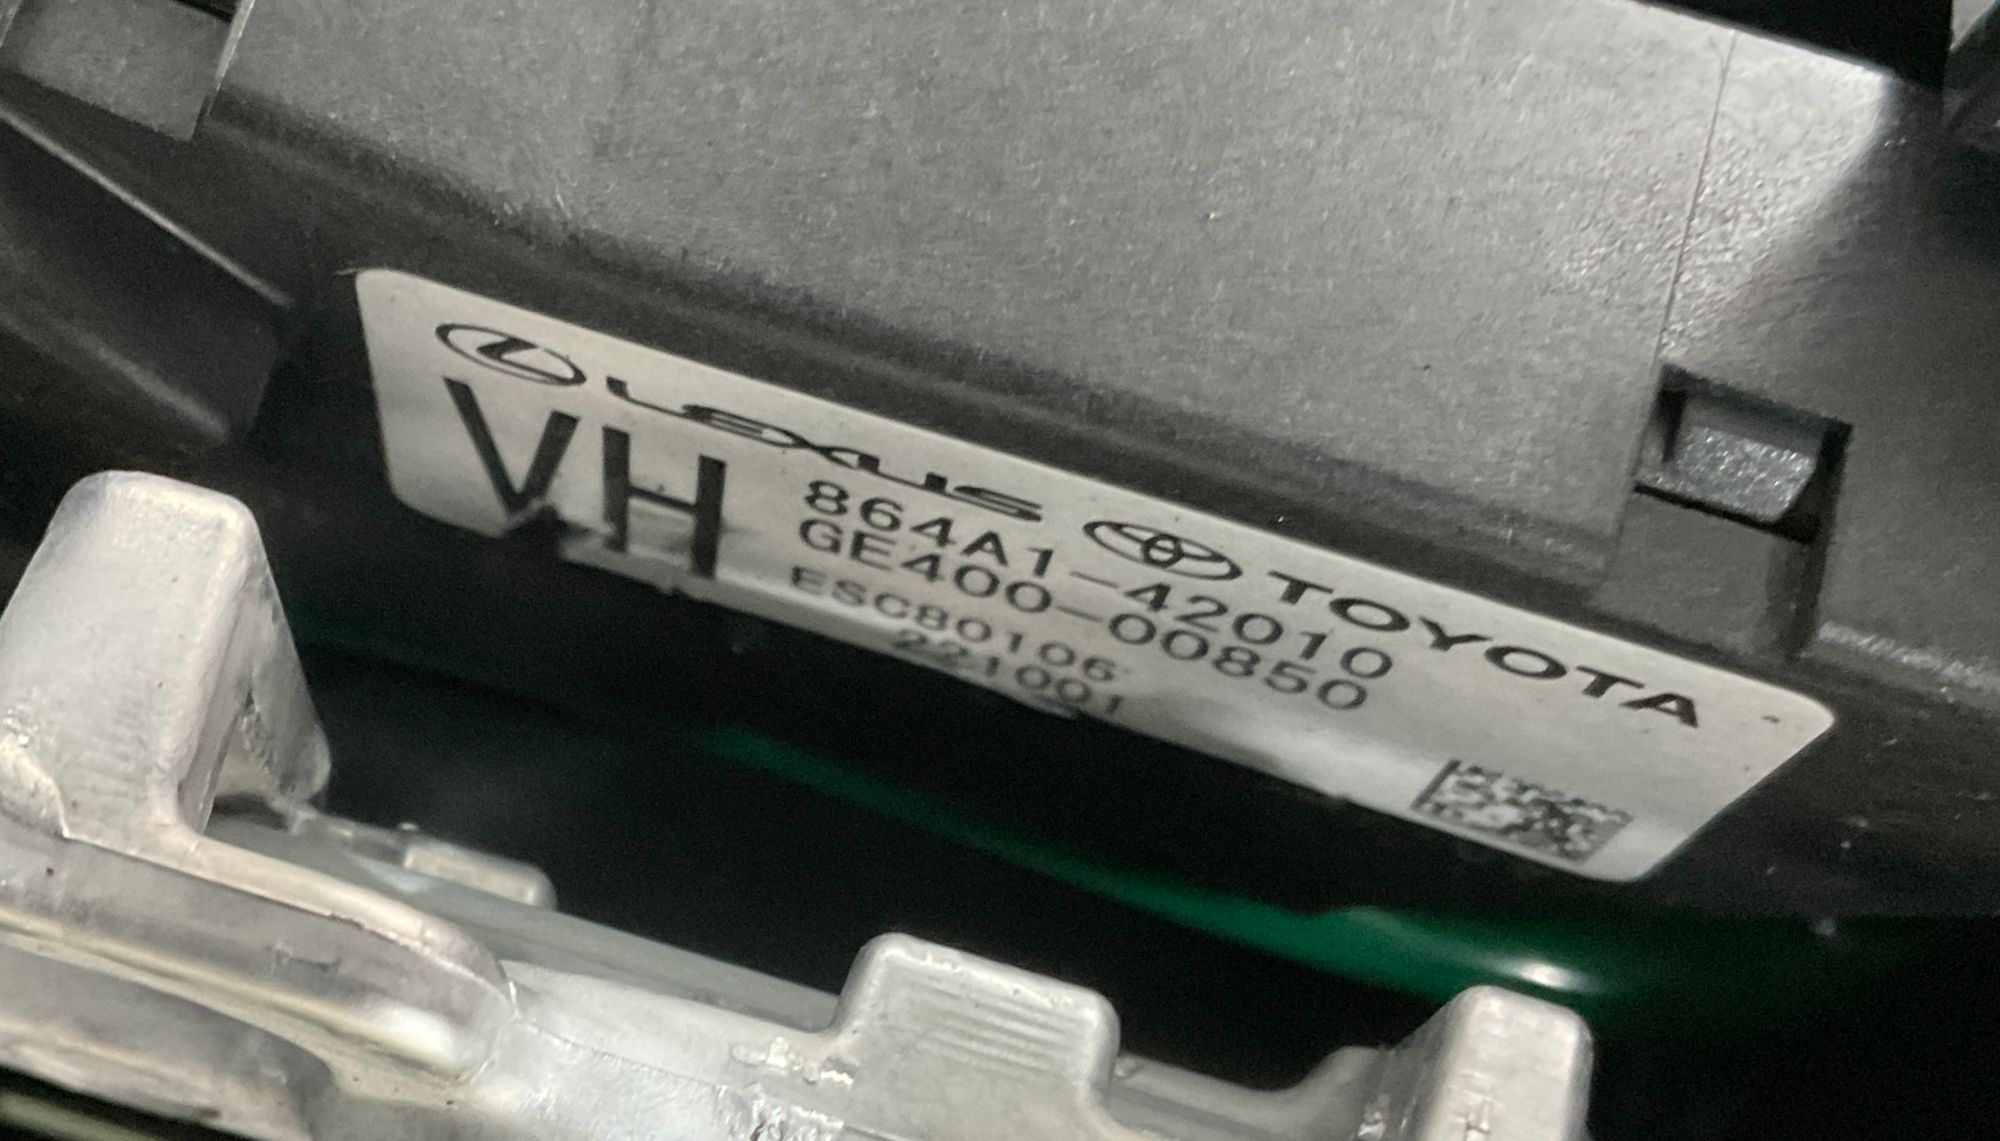 LEXUS TOYOTA
VH
864A1-42010
GE400-00850
ESC80106
221001